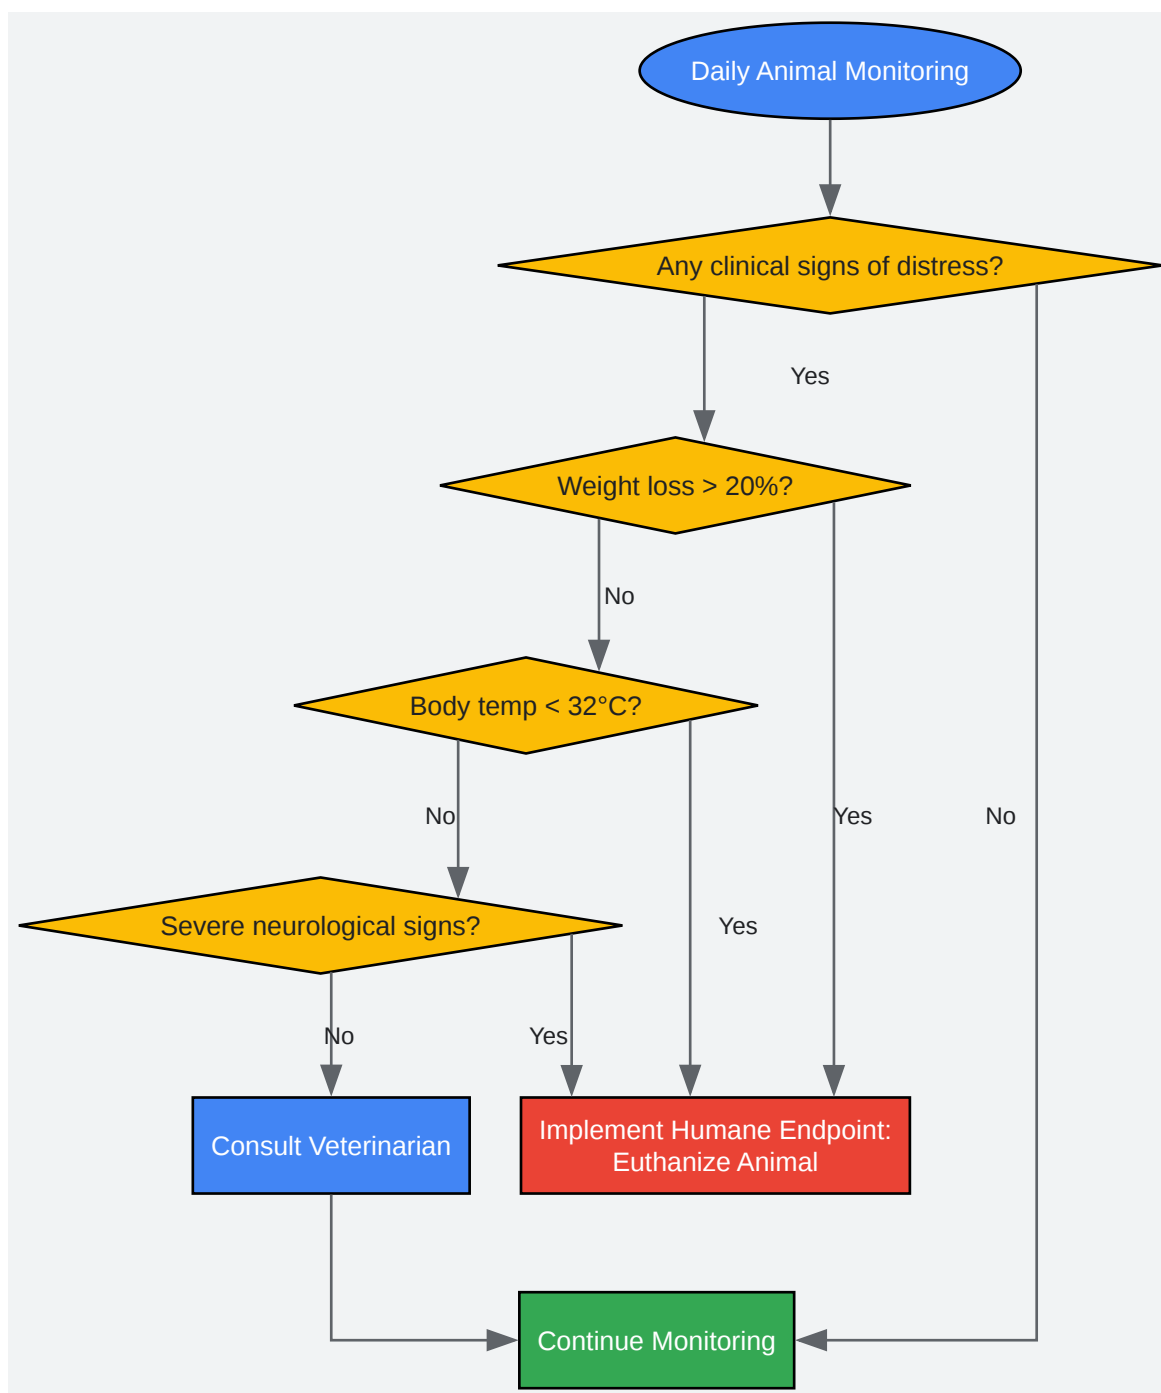 Daily Animal Monitoring
Any clinical signs of distress?
Yes
Weight loss > 20%?
No
Body temp < 32°C?
No
Yes
No
Severe neurological signs?
Yes
No
Yes
Consult Veterinarian
Implement Humane Endpoint:
Euthanize Animal
Continue Monitoring